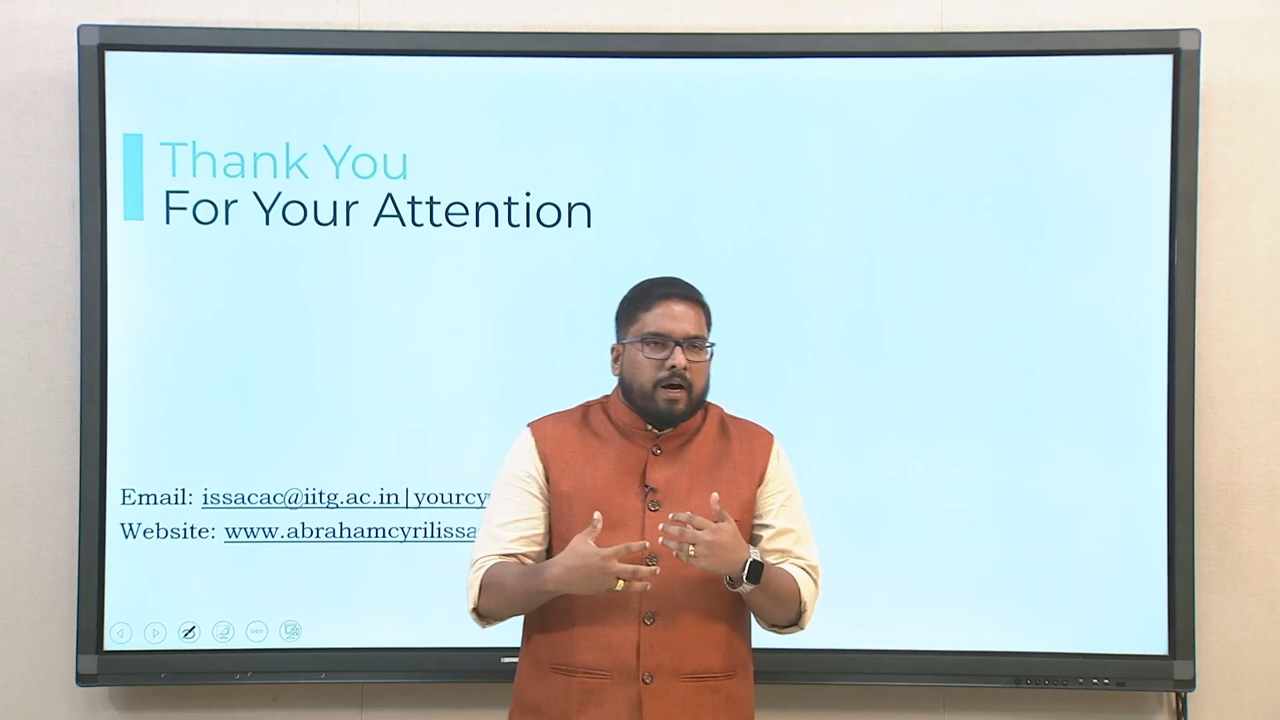 Thank You
For Your Attention
Email: issacac@iitg.ac.in|yourcy
Website: www.abrahamcyrilissa